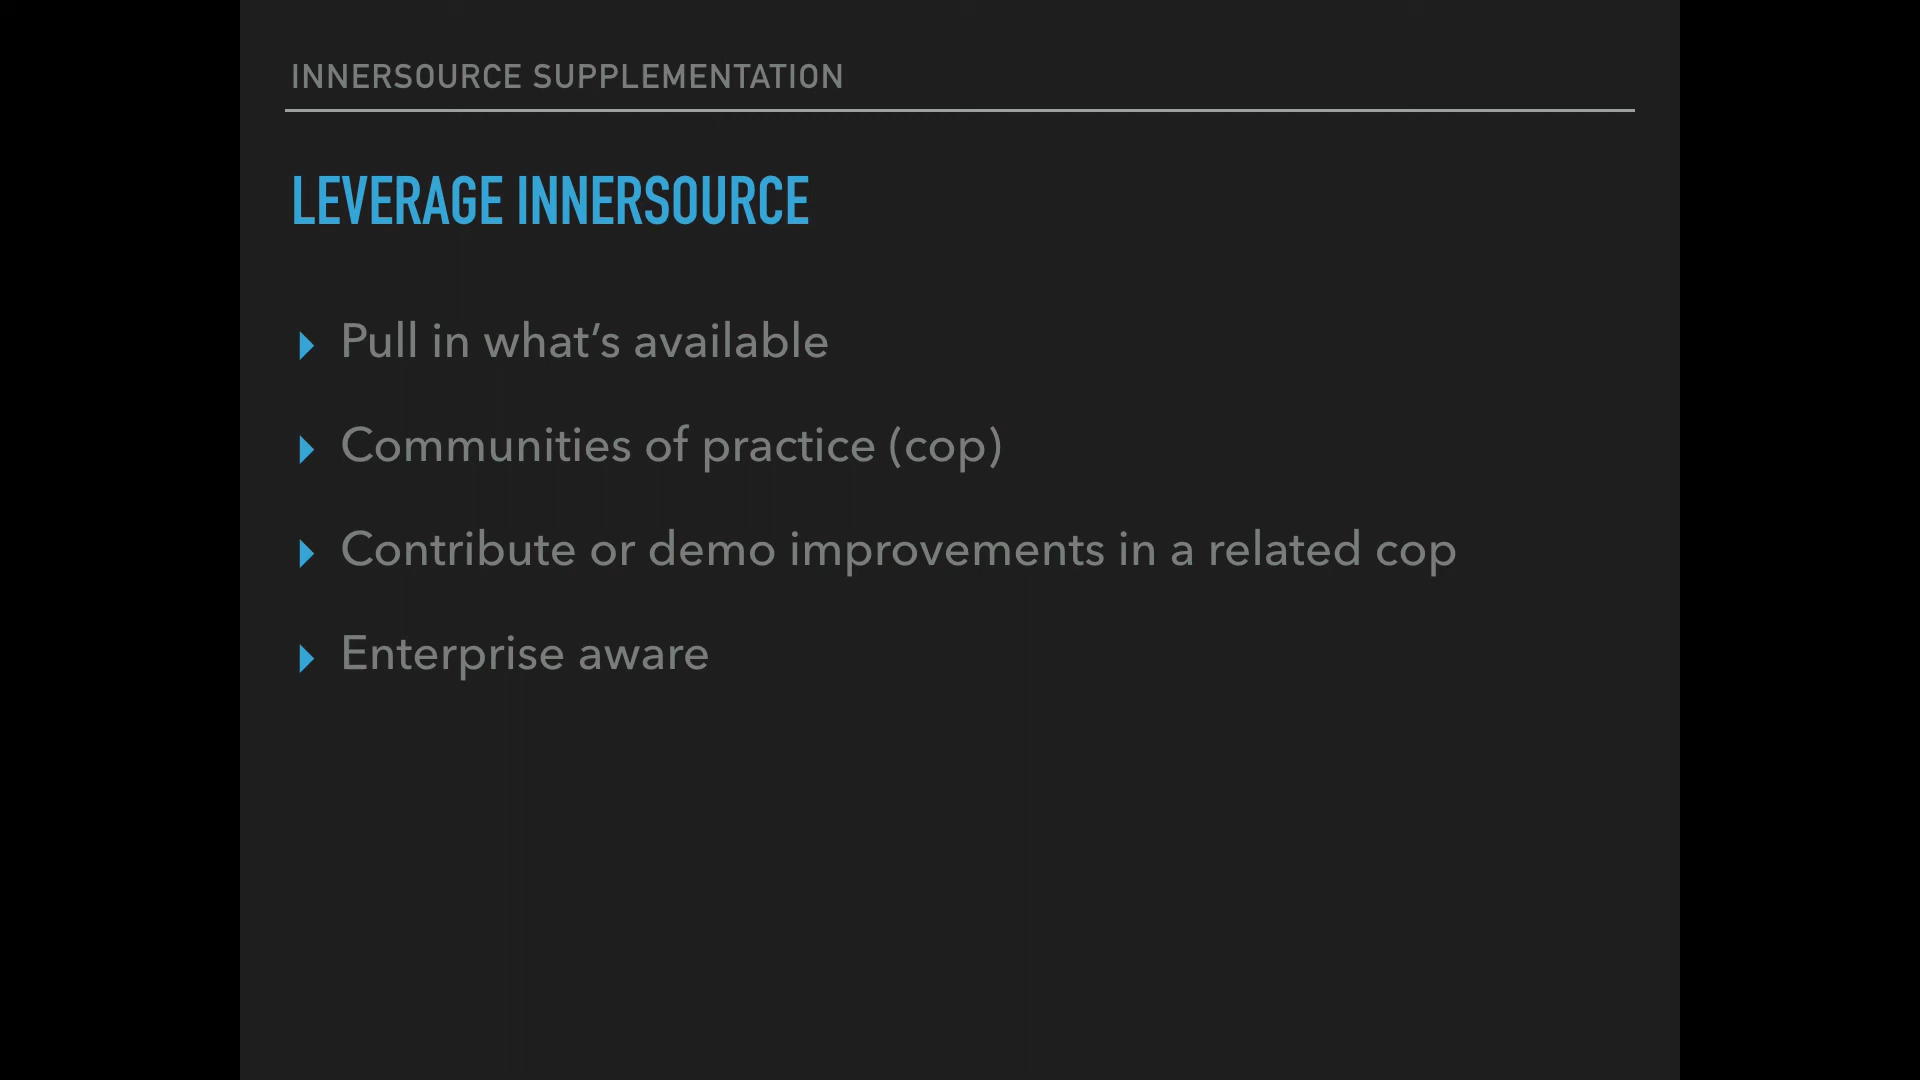 INNERSOURCE SUPPLEMENTATION
LEVERAGE INNERSOURCE
Pull in what’s available
Communities of practice (cop)
Contribute or demo improvements in a related cop
Enterprise aware